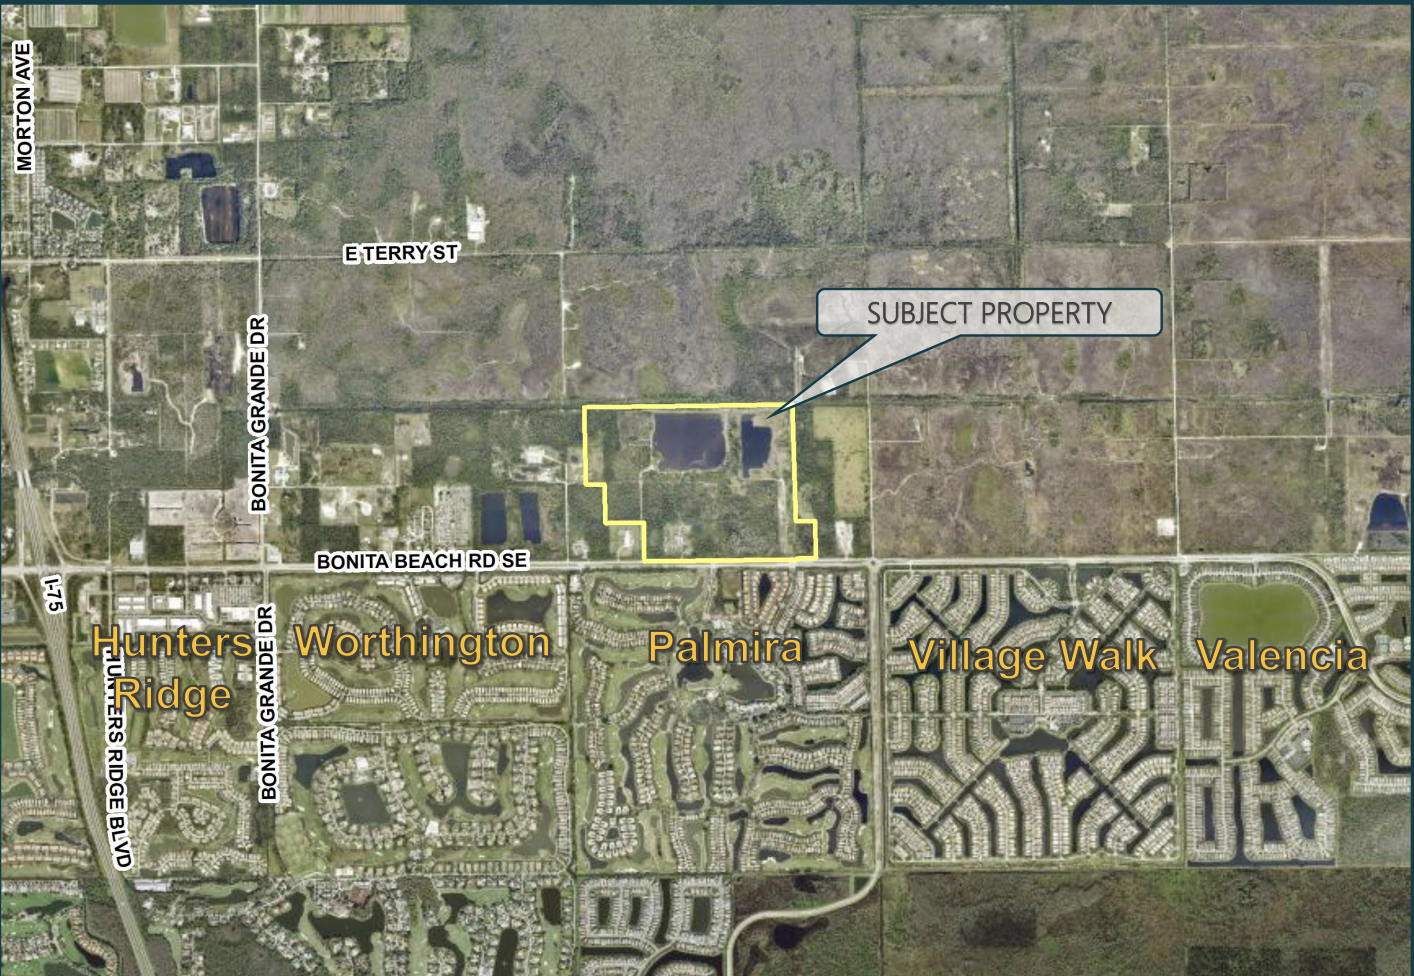 MORTON AVE
E TERRY ST
SUBJECT PROPERTY
BONITA GRANDE DR
BONITA BEACH RD SE
I-75
Hunters
Ridge
BONITA GRANDE DR
Worthington
Palmira
Village Walk
Valencia
HUNTERS RIDGE BLVD